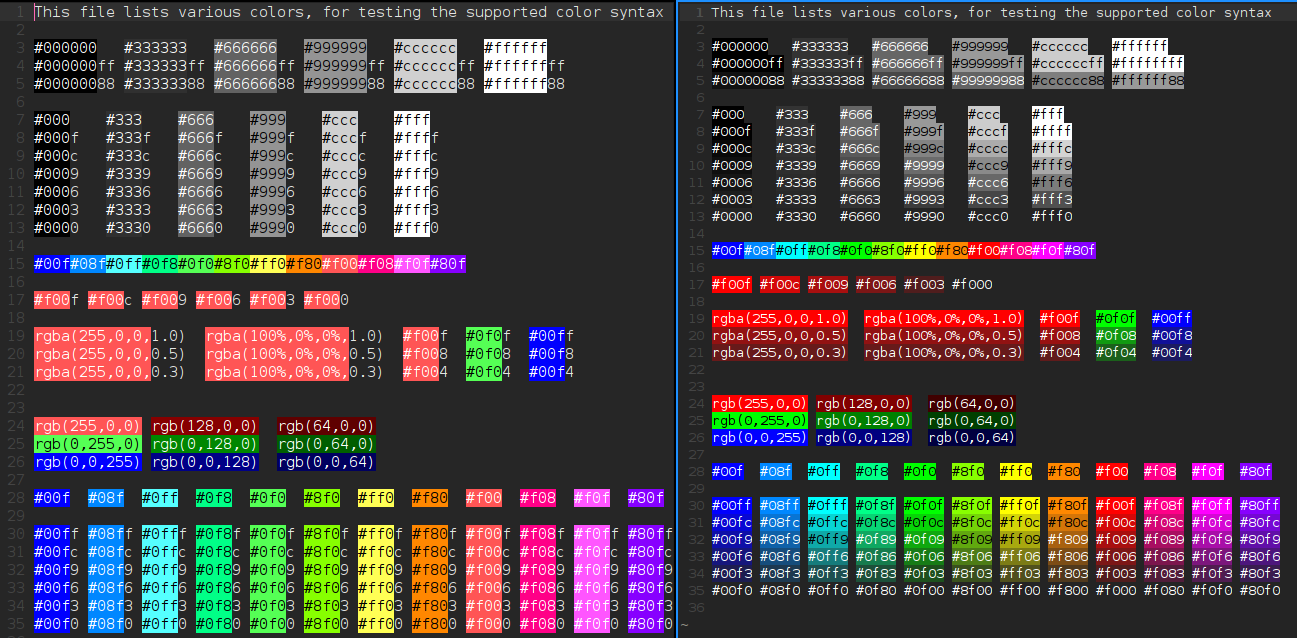 1 This file lists various colors, for testing the supported color syntax
2
3 #000000 #333333 #666666 #999999 #cccccc #ffffff
4 #000000ff #333333ff #666666ff #999999ff #ccccccff #ffffffff
5 #00000088 #33333388 #66666688 #99999988 #cccccc88 #ffffff88
6
7 #000 #333 #666 #999 #ccc #fff
8 #000f #333f #666f #999f #cccf #ffff
9 #000c #333c #666c #999c #cccc #fffc
10 #0009 #3339 #6669 #9999 #ccc9 #fff9
11 #0006 #3336 #6666 #9996 #ccc6 #fff6
12 #0003 #3333 #6663 #9993 #ccc3 #fff3
13 #0000 #3330 #6660 #9990 #ccc0 #fff0
14
15 #00f#08f#0ff#0f8#0f0#8f0#ff0#f80#f00#f08#f0f#80f
16
17 #f00f #f00c #f009 #f006 #f003 #f000
18
19 rgba(255,0,0,1.0) rgba(100%,0%,0%,1.0) #f00f #0f0f #00ff
20 rgba(255,0,0,0.5) rgba(100%,0%,0%,0.5) #f008 #0f08 #00f8
21 rgba(255,0,0,0.3) rgba(100%,0%,0%,0.3) #f004 #0f04 #00f4
22
23
24 rgb(255,0,0) rgb(128,0,0) rgb(64,0,0)
25 rgb(0,255,0) rgb(0,128,0) rgb(0,64,0)
26 rgb(0,0,255) rgb(0,0,128) rgb(0,0,64)
27
28 #00f #08f #0ff #0f8 #0f0 #8f0 #ff0 #f80 #f00 #f08 #f0f #80f
29
30 #00ff #08ff #0fff #0f8f #0f0f #8f0f #ff0f #f80f #f00f #f08f #f0ff #80ff
31 #00fc #08fc #0ffc #0f8c #0f0c #8f0c #ff0c #f80c #f00c #f08c #f0fc #80fc
32 #00f9 #08f9 #0ff9 #0f89 #0f09 #8f09 #ff09 #f809 #f009 #f089 #f0f9 #80f9
33 #00f6 #08f6 #0ff6 #0f86 #0f06 #8f06 #ff06 #f806 #f006 #f086 #f0f6 #80f6
34 #00f3 #08f3 #0ff3 #0f83 #0f03 #8f03 #ff03 #f803 #f003 #f083 #f0f3 #80f3
35 #00f0 #08f0 #0ff0 #0f80 #0f00 #8f00 #ff00 #f800 #f000 #f080 #f0f0 #80f0
1 This file lists various colors, for testing the supported color syntax
2
3 #000000 #333333 #666666 #999999 #cccccc #ffffff
4 #000000ff #333333ff #666666ff #999999ff #ccccccff #ffffffff
5 #00000088 #33333388 #66666688 #99999988 #cccccc88 #ffffff88
6
7 #000 #333 #666 #999 #ccc #fff
8 #000f #333f #666f #999f #cccf #ffff
9 #000c #333c #666c #999c #cccc #fffc
10 #0009 #3339 #6669 #9999 #ccc9 #fff9
11 #0006 #3336 #6666 #9996 #ccc6 #fff6
12 #0003 #3333 #6663 #9993 #ccc3 #fff3
13 #0000 #3330 #6660 #9990 #ccc0 #fff0
14
15 #00f#08f#0ff#0f8#0f0#8f0#ff0#f80#f00#f08#f0f#80f
16
17 #f00f #f00c #f009 #f006 #f003 #f000
18
19 rgba(255,0,0,1.0) rgba(100%,0%,0%,1.0) #f00f #0f0f #00ff
20 rgba(255,0,0,0.5) rgba(100%,0%,0%,0.5) #f008 #0f08 #00f8
21 rgba(255,0,0,0.3) rgba(100%,0%,0%,0.3) #f004 #0f04 #00f4
22
23
24 rgb(255,0,0) rgb(128,0,0) rgb(64,0,0)
25 rgb(0,255,0) rgb(0,128,0) rgb(0,64,0)
26 rgb(0,0,255) rgb(0,0,128) rgb(0,0,64)
27
28 #00f #08f #0ff #0f8 #0f0 #8f0 #ff0 #f80 #f00 #f08 #f0f #80f
29
30 #00ff #08ff #0fff #0f8f #0f0f #8f0f #ff0f #f80f #f00f #f08f #f0ff #80ff
31 #00fc #08fc #0ffc #0f8c #0f0c #8f0c #ff0c #f80c #f00c #f08c #f0fc #80fc
32 #00f9 #08f9 #0ff9 #0f89 #0f09 #8f09 #ff09 #f809 #f009 #f089 #f0f9 #80f9
33 #00f6 #08f6 #0ff6 #0f86 #0f06 #8f06 #ff06 #f806 #f006 #f086 #f0f6 #80f6
34 #00f3 #08f3 #0ff3 #0f83 #0f03 #8f03 #ff03 #f803 #f003 #f083 #f0f3 #80f3
35 #00f0 #08f0 #0ff0 #0f80 #0f00 #8f00 #ff00 #f800 #f000 #f080 #f0f0 #80f0
36
~